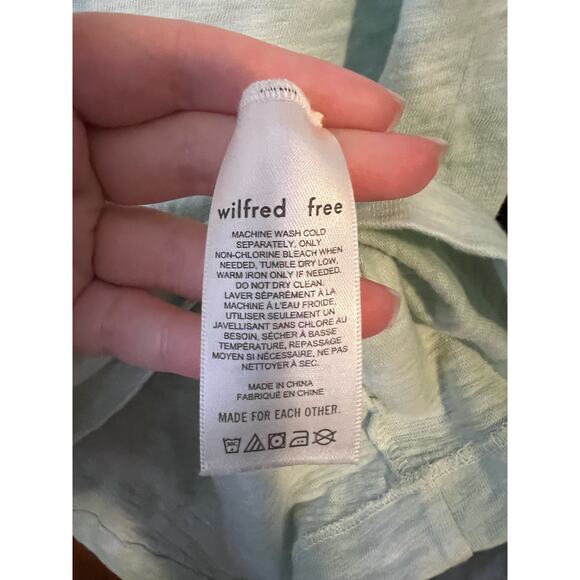 wilfred free
MACHINE WASH COLD
SEPARATELY, ONLY
NON-CHLORINE BLEACH WHEN
NEEDED, TUMBLE DRY LOW,
WARM IRON ONLY IF NEEDED.
DO NOT DRY CLEAN.
LAVER SÉPARÉMENT À LA
MACHINE À L'EAU FROIDE,
UTILISER SEULEMENT UN
JAVELLISANT SANS CHLORE AU
BESOIN, SÉCHER À BASSE
TEMPÉRATURE, REPASSAGE
MOYEN SI NÉCESSAIRE, NE PAS
NETTOYER À SEC.
MADE IN CHINA
FABRIQUÉ EN CHINE
MADE FOR EACH OTHER.